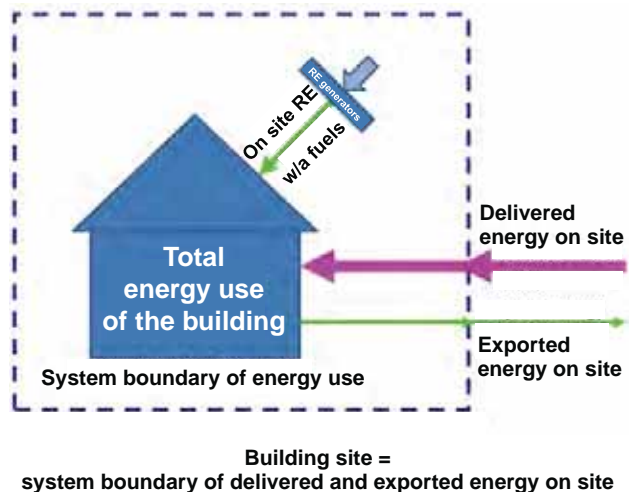 RE generators
On site RE
w/a fuels
Delivered
energy on site
Total
energy use
of the building
Exported
energy on site
System boundary of energy use
Building site =
system boundary of delivered and exported energy on site